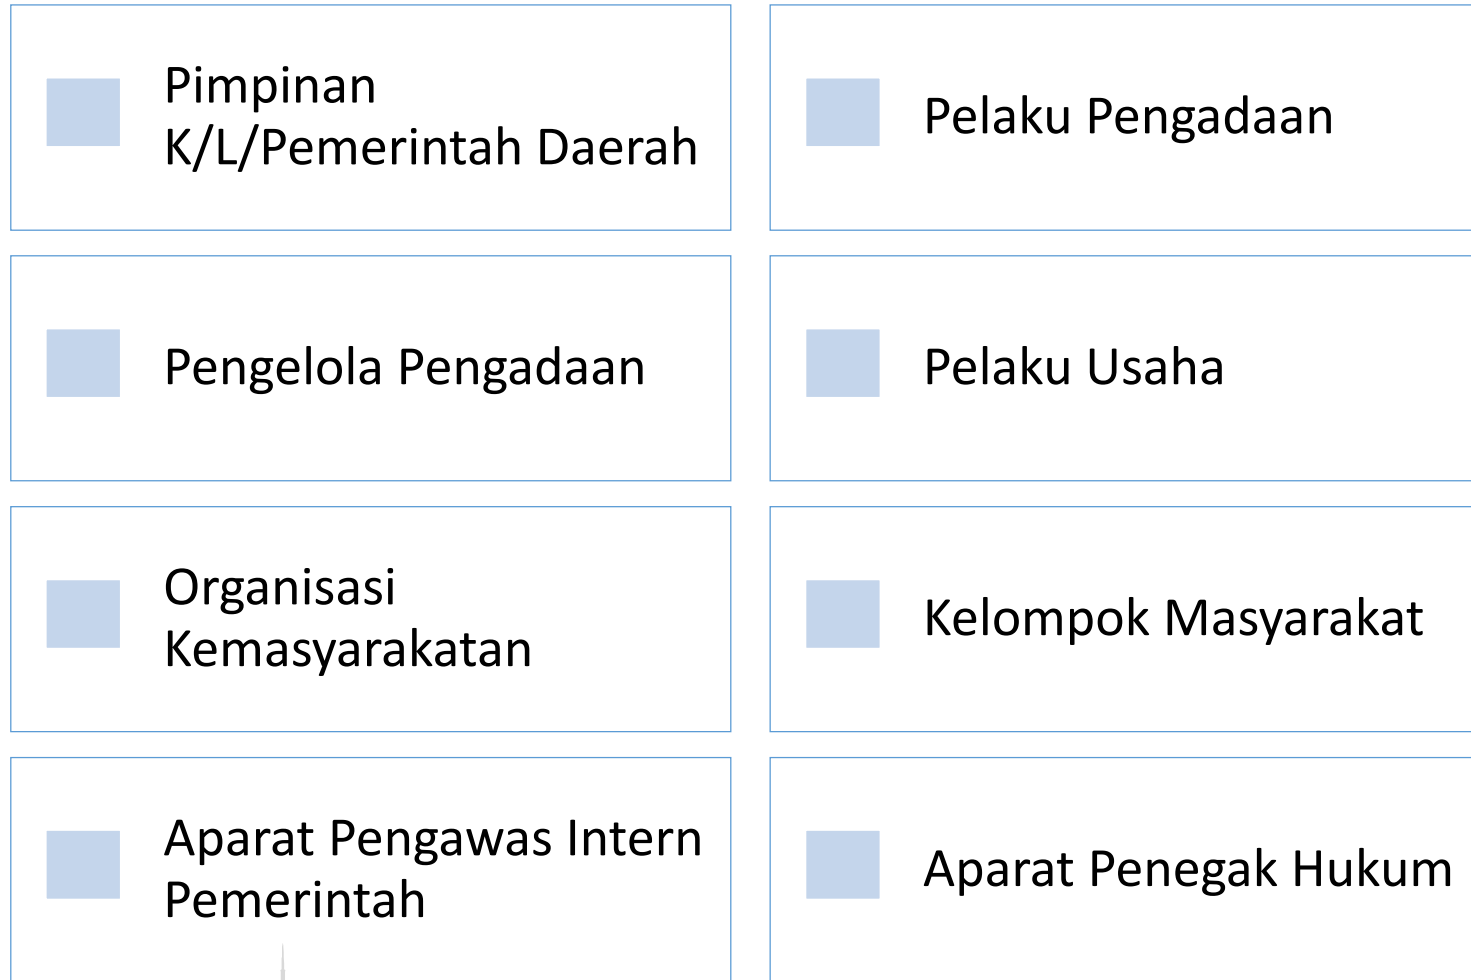 Pimpinan
K/L/Pemerintah Daerah
Pelaku Pengadaan
Pengelola Pengadaan
Pelaku Usaha
Organisasi
Kemasyarakatan
Kelompok Masyarakat
Aparat Pengawas Intern
Pemerintah
Aparat Penegak Hukum